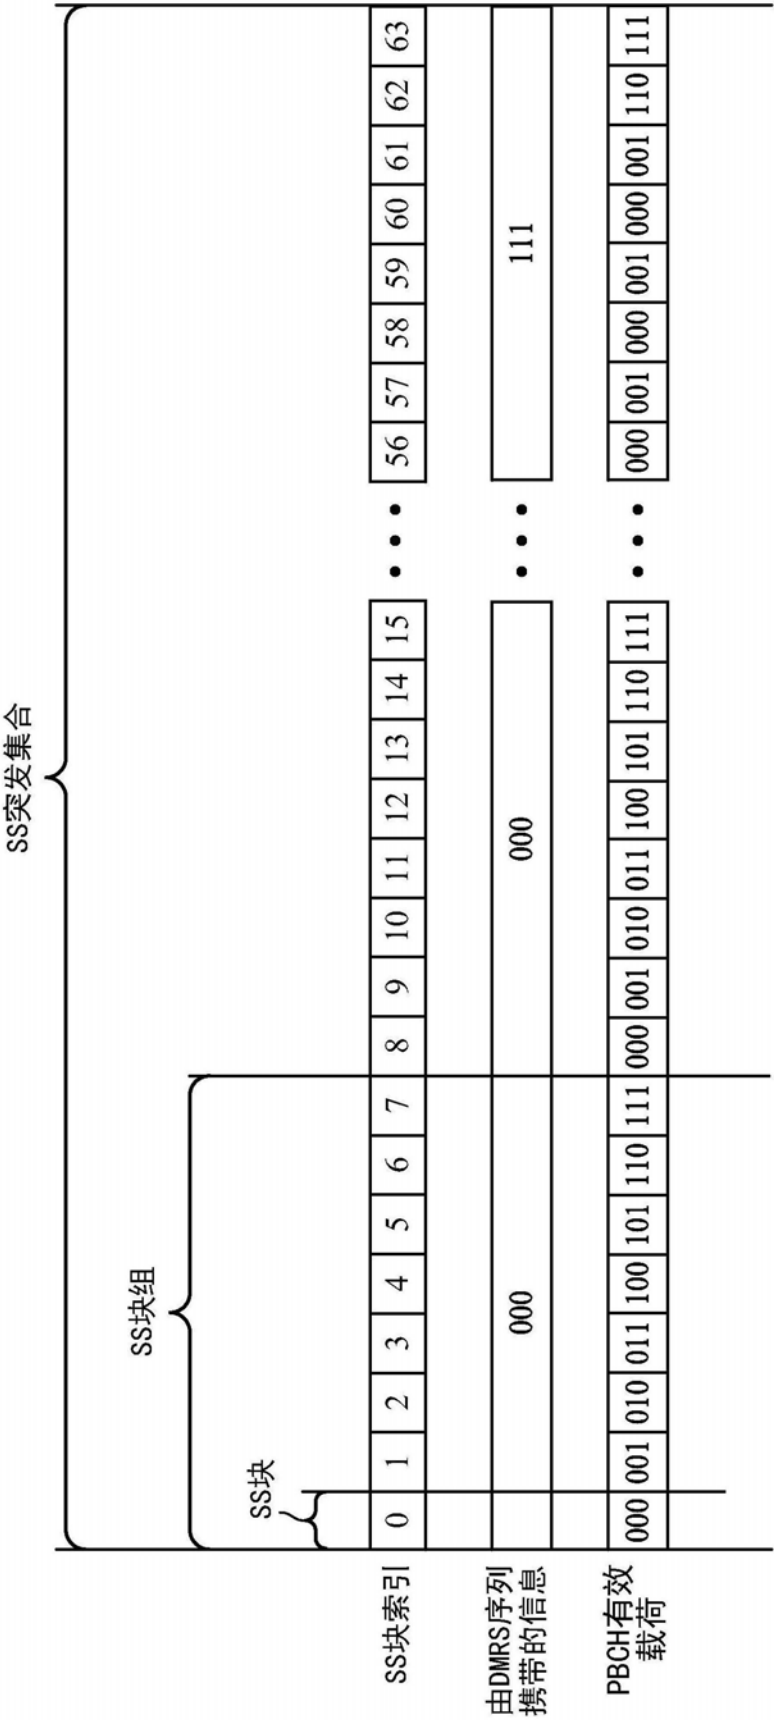 SS突发集合
SS块组
SS块
SS块索引
0 1 2 3 4 5 6 7 8 9 10 11 12 13 14 15 ••• 56 57 58 59 60 61 62 63
由DMRS序列
携带的信息
000 000 ••• 111
PBCH有效
载荷
000 001 010 011 100 101 110 111 000 001 010 011 100 101 110 111 ••• 000 001 000 001 000 001 110 111